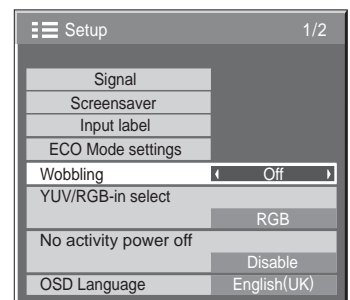 Setup 1/2
Signal
Screensaver
Input label
ECO Mode settings
Wobbling Off
YUV/RGB-in select
RGB
No activity power off
Disable
OSD Language English(UK)